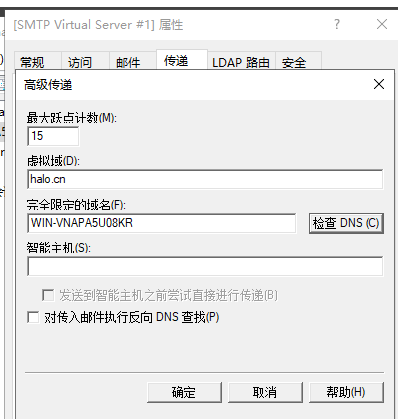 [SMTP Virtual Server #1] 属性
常规 访问 邮件 传递 LDAP 路由 安全
高级传递
最大跃点计数(M):
15
虚拟域(D):
halo.cn
完全限定的域名(F):
WIN-VNAPA5U08KR 检查 DNS (C)
智能主机(S):
发送到智能主机之前尝试直接进行传递(B)
对传入邮件执行反向 DNS 查找(P)
确定 取消 帮助(H)